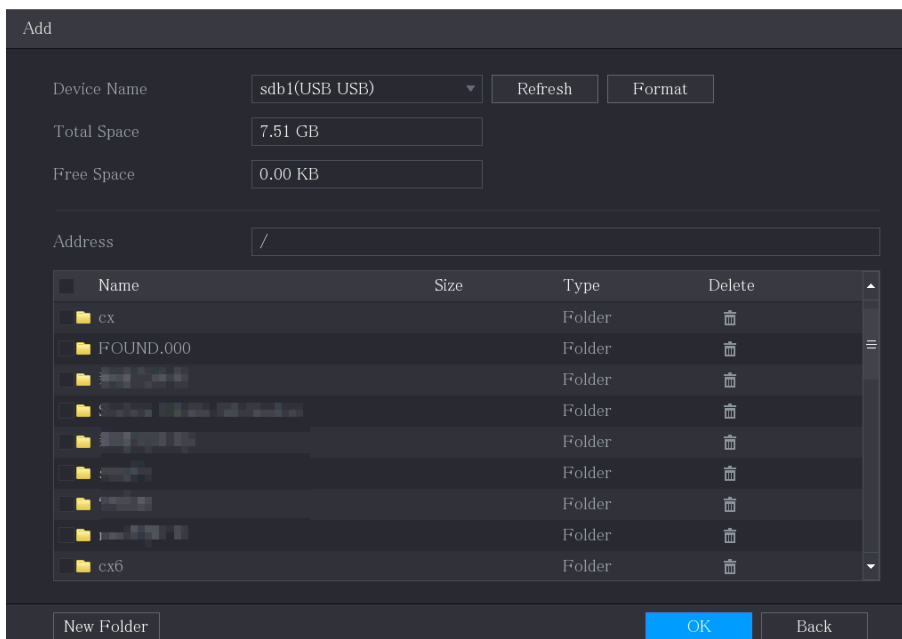 Add
Device Name sdb1(USB USB) Refresh Format
Total Space 7.51 GB
Free Space 0.00 KB
Address /
Name Size Type Delete
cx Folder
FOUND.000 Folder
Folder
Folder
Folder
Folder
Folder
Folder
cx6 Folder
New Folder OK Back